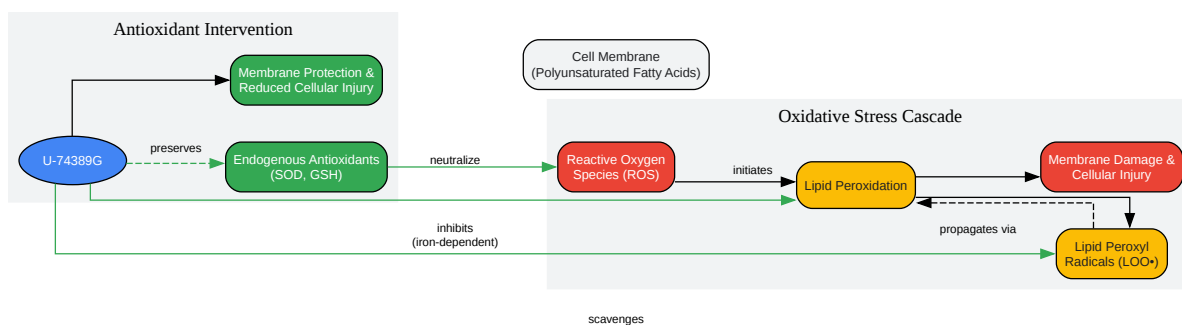 Antioxidant Intervention
Cell Membrane
(Polyunsaturated Fatty Acids)
Membrane Protection &
Reduced Cellular Injury
Oxidative Stress Cascade
U-74389G
preserves
Endogenous Antioxidants
(SOD, GSH)
neutralize
Reactive Oxygen
Species (ROS)
initiates
Lipid Peroxidation
Membrane Damage &
Cellular Injury
inhibits
(iron-dependent)
propagates via
Lipid Peroxyl
Radicals (LOO•)
scavenges